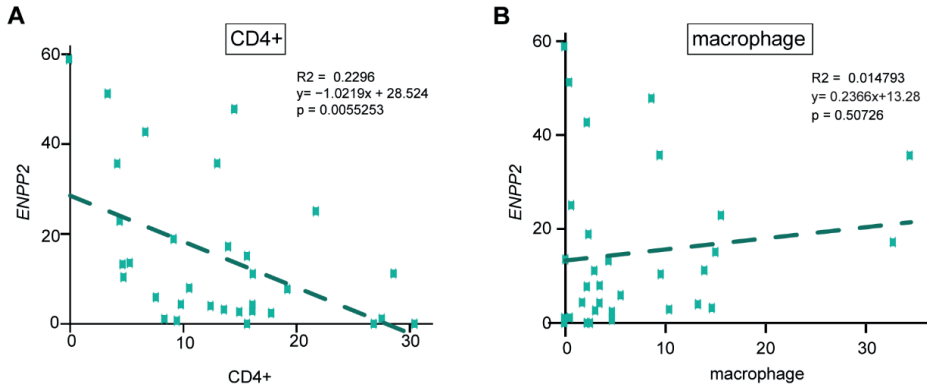 A
CD4+
60
40
20
0
ENPP2
R2 = 0.2296
y= −1.0219x + 28.524
p = 0.0055253
0
10
20
30
CD4+
B
macrophage
60
40
20
0
ENPP2
R2 = 0.014793
y= 0.2366x+13.28
p = 0.50726
0
10
20
30
macrophage